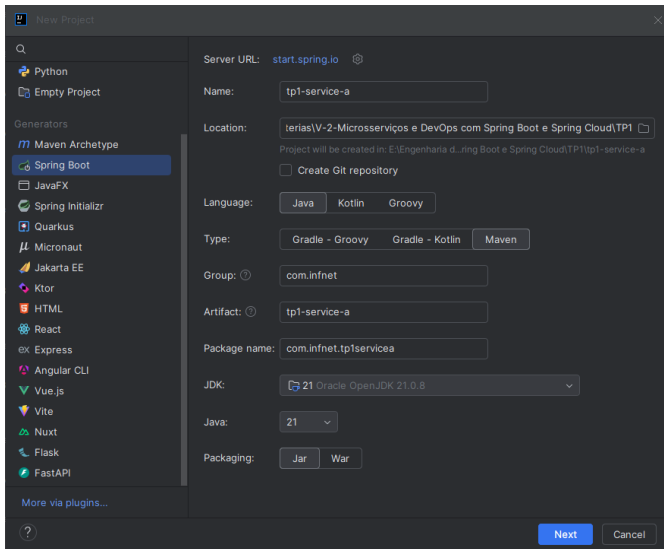 New Project
Python
Empty Project
Generators
Maven Archetype
Spring Boot
JavaFX
Spring Initializr
Quarkus
Micronaut
Jakarta EE
Ktor
HTML
React
ex Express
Angular CLI
Vue.js
Vite
Nuxt
Flask
FastAPI
More via plugins...
?
Server URL: start.spring.io
Name: tp1-service-a
Location: :erias\V-2-Microsserviços e DevOps com Spring Boot e Spring Cloud\TP1
Project will be created in: E:\Engenharia d...ring Boot e Spring Cloud\TP1\tp1-service-a
Create Git repository
Language: Java Kotlin Groovy
Type: Gradle - Groovy Gradle - Kotlin Maven
Group: ? com.infnet
Artifact: ? tp1-service-a
Package name: com.infnet.tp1servicea
JDK: 21 Oracle OpenJDK 21.0.8
Java: 21
Packaging: Jar War
Next Cancel